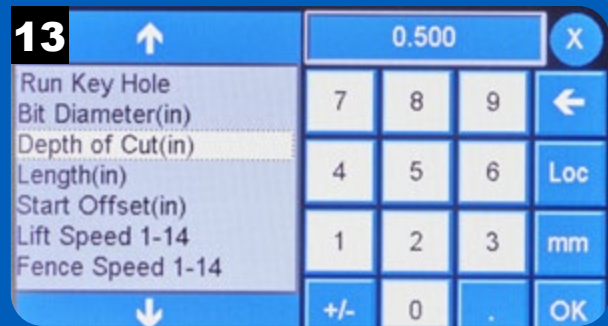 13
0.500
X
Run Key Hole
Bit Diameter(in)
Depth of Cut(in)
Length(in)
Start Offset(in)
Lift Speed 1-14
Fence Speed 1-14
7 8 9
4 5 6 Loc
1 2 3 mm
+/- 0 . OK